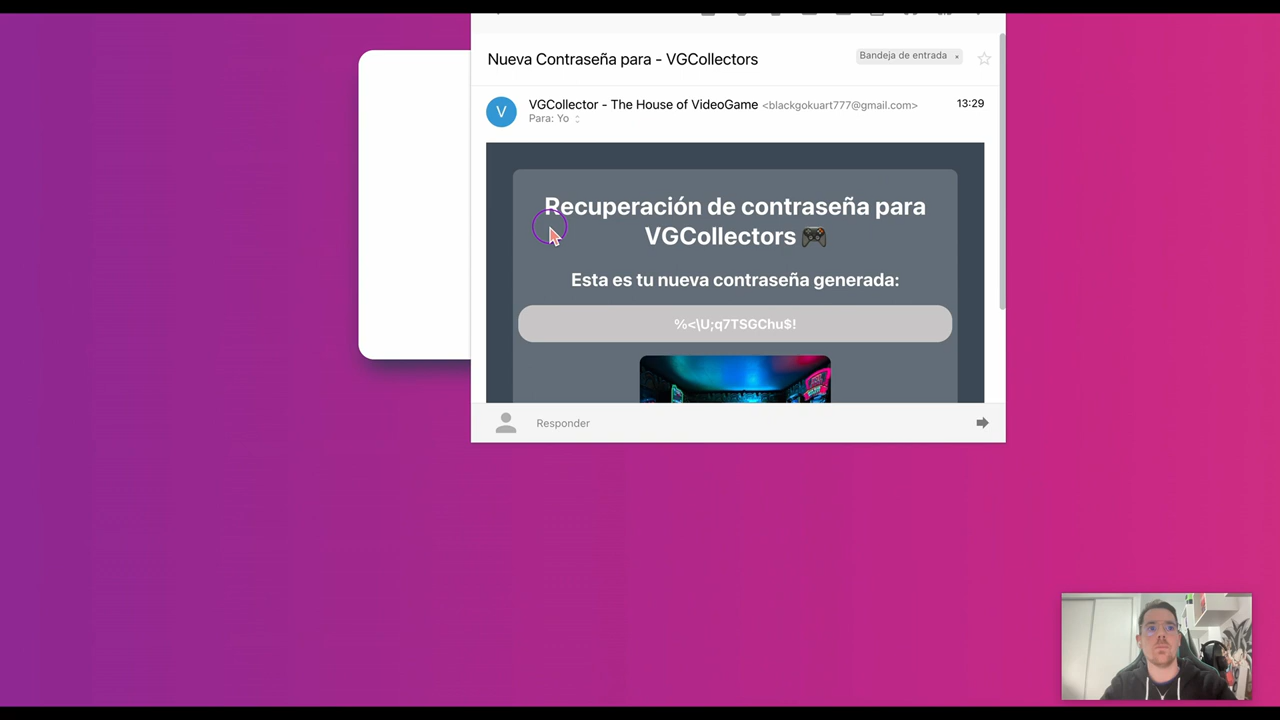 Nueva Contraseña para - VGCollectors
Bandeja de entrada ×
V
VGCollector - The House of VideoGame <blackgokuart777@gmail.com>
13:29
Para: Yo
Recuperación de contraseña para
VGCollectors 🎮
Esta es tu nueva contraseña generada:
%<\U;q7TSGChu$!
Responder